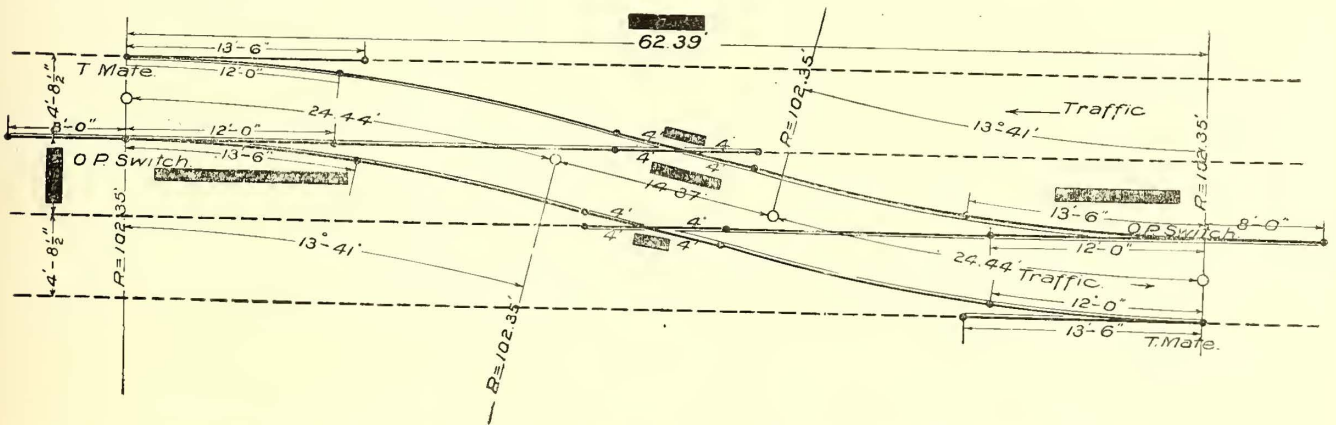 62.39'
13'-6"
T Mate.
12'-0"
4'-8½"
24.44'
R=102.35'
← Traffic
13°41'
R=102.35'
12'-0"
O.P. Switch.
13'-6"
4'
4'
4'
4'
14.37
R=102.35'
13'-6"
8'-0"
O.P. Switch.
12'-0"
4'
4'
4'
4'
13°41'
24.44'
Traffic →
4'-8½"
12'-0"
13'-6"
T. Mate.
R=102.35'